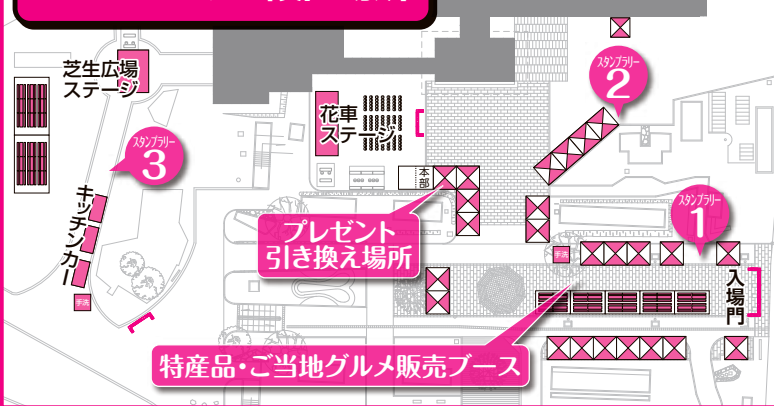 芝生広場
ステージ
花車
ステージ
スタンプラリー
2
スタンプラリー
3
本部
キッチンカー
プレゼント
引き換え場所
スタンプラリー
1
手洗
入場門
手洗
特産品・ご当地グルメ販売ブース